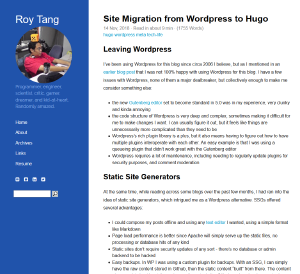 Roy Tang
Programmer, engineer,
scientist, critic, gamer,
dreamer, and kid-at-heart.
Home
About
Archives
Links
Resume
Site Migration from Wordpress to Hugo
14 Nov, 2018 · Read in about 8 min · (1755 Words)
hugo wordpress meta tech-life
Leaving Wordpress
I've been using Wordpress for this blog since circa 2008 I believe, but as I mentioned in an
earlier blog post that I was not 100% happy with using Wordpress for this blog. I have a few
issues with Wordpress, none of them a major dealbreaker, but collectively enough to make me
consider something else:
• the new Gutenberg editor set to become standard in 5.0 was in my experience, very clunky
and kinda annoying
• the code structure of Wordpress is very deep and complex, sometimes making it difficult for
me to make changes I want. I can usually figure it out, but it feels like things are
unnecessarily more complicated than they need to be
• Wordpress's rich plugin library is a plus, but it also means having to figure out how to have
multiple plugins interoperate with each other. An easy example is that I was using a
queueing plugin that didn't work great with the Gutenberg editor
• Wordpress requires a lot of maintenance, including needing to regularly update plugins for
security purposes, and comment moderation
Static Site Generators
At the same time, while reading across some blogs over the past few months, I had ran into the
idea of static site generators, which intrigued me as a Wordpress alternative. SSGs offered
several advantages:
• I could compose my posts offline and using any text editor I wanted, using a simple format
like Markdown
• Page load performance is better since Apache will simply serve up the static files, no
processing or database hits of any kind
• Static sites don't require security updates of any sort - there's no database or admin
backend to be hacked
• Easy backups. In WP I was using a custom plugin for backups. With an SSG, I can simply
have the raw content stored in Github, then the static content "built" from there. The content